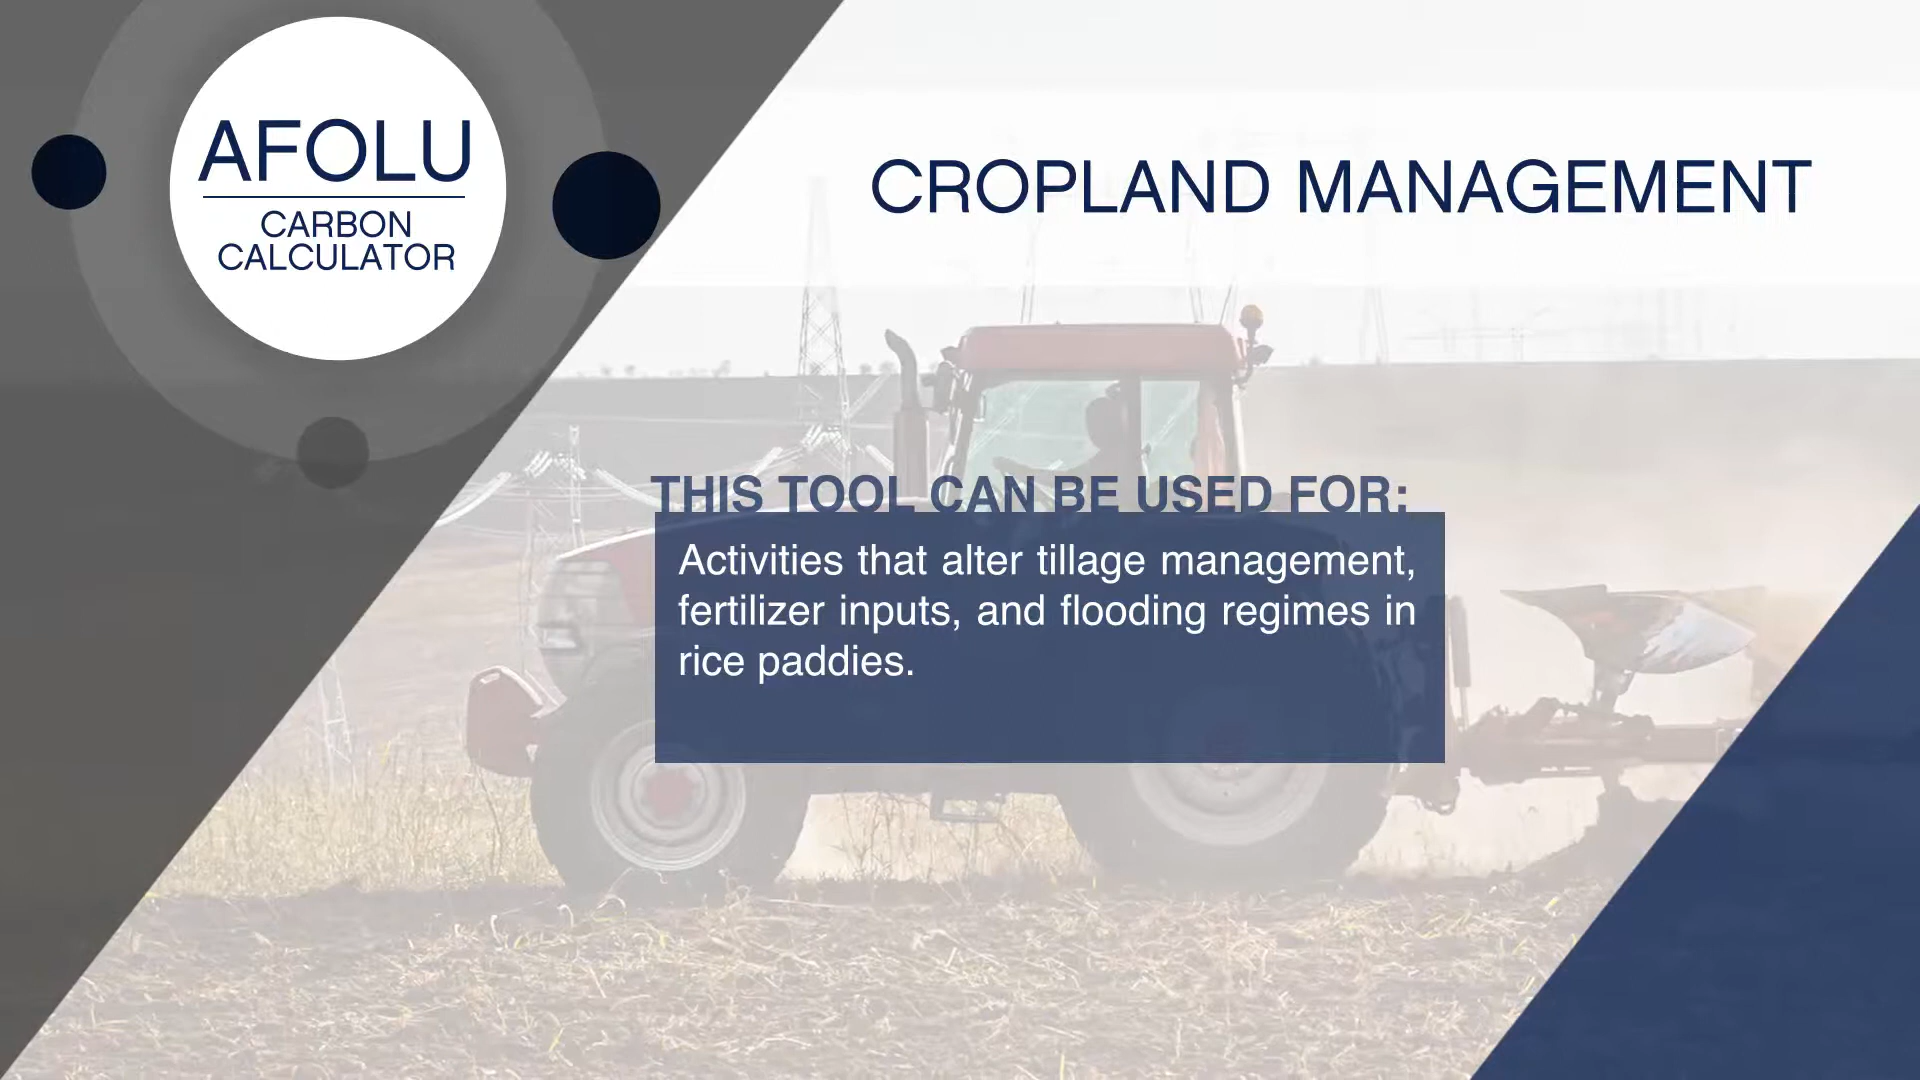 AFOLU
CARBON
CALCULATOR
CROPLAND MANAGEMENT
THIS TOOL CAN BE USED FOR:
Activities that alter tillage management,
fertilizer inputs, and flooding regimes in
rice paddies.